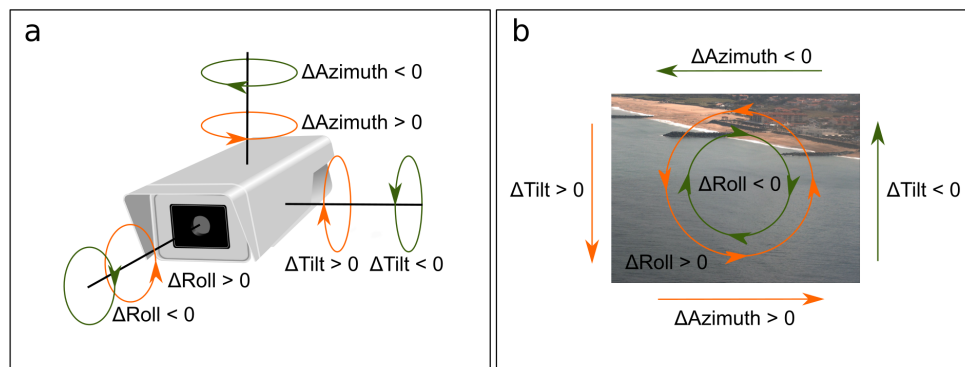 a
ΔAzimuth < 0
ΔAzimuth > 0
ΔTilt > 0
ΔTilt < 0
ΔRoll > 0
ΔRoll < 0
b
ΔAzimuth < 0
ΔTilt > 0
ΔRoll < 0
ΔTilt < 0
ΔRoll > 0
ΔAzimuth > 0